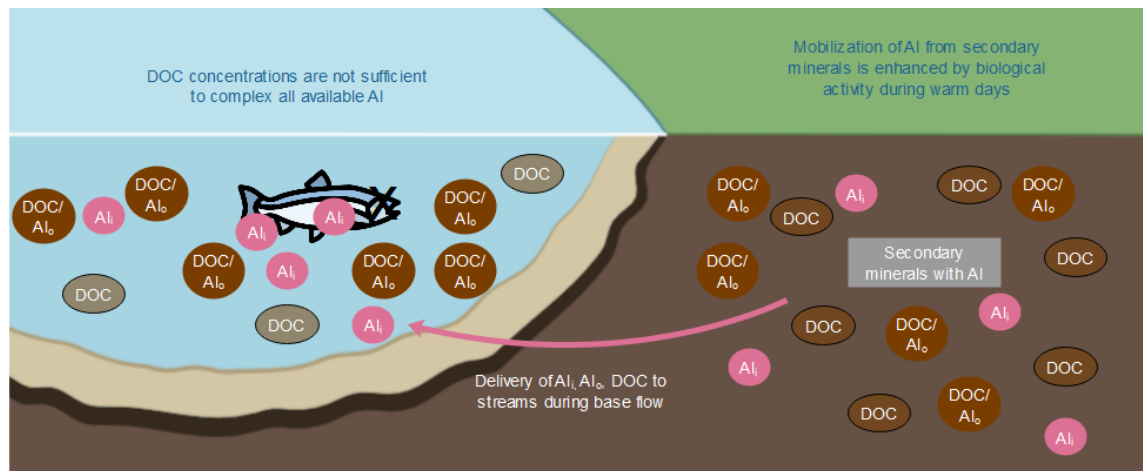 DOC concentrations are not sufficient
to complex all available Al
Mobilization of Al from secondary
minerals is enhanced by biological
activity during warm days
DOC
DOC/
Alₒ
Alᵢ
DOC/
Alₒ
Alᵢ
Alᵢ
DOC/
Alₒ
DOC/
Alₒ
Alᵢ
DOC/
Alₒ
DOC/
Alₒ
DOC
DOC
Alᵢ
DOC/
Alₒ
Alᵢ
DOC
DOC/
Alₒ
DOC
DOC/
Alₒ
Secondary
minerals with Al
DOC
DOC
DOC/
Alₒ
Alᵢ
Alᵢ
DOC
DOC
DOC/
Alₒ
Alᵢ
Delivery of Alᵢ, Alₒ, DOC to
streams during base flow